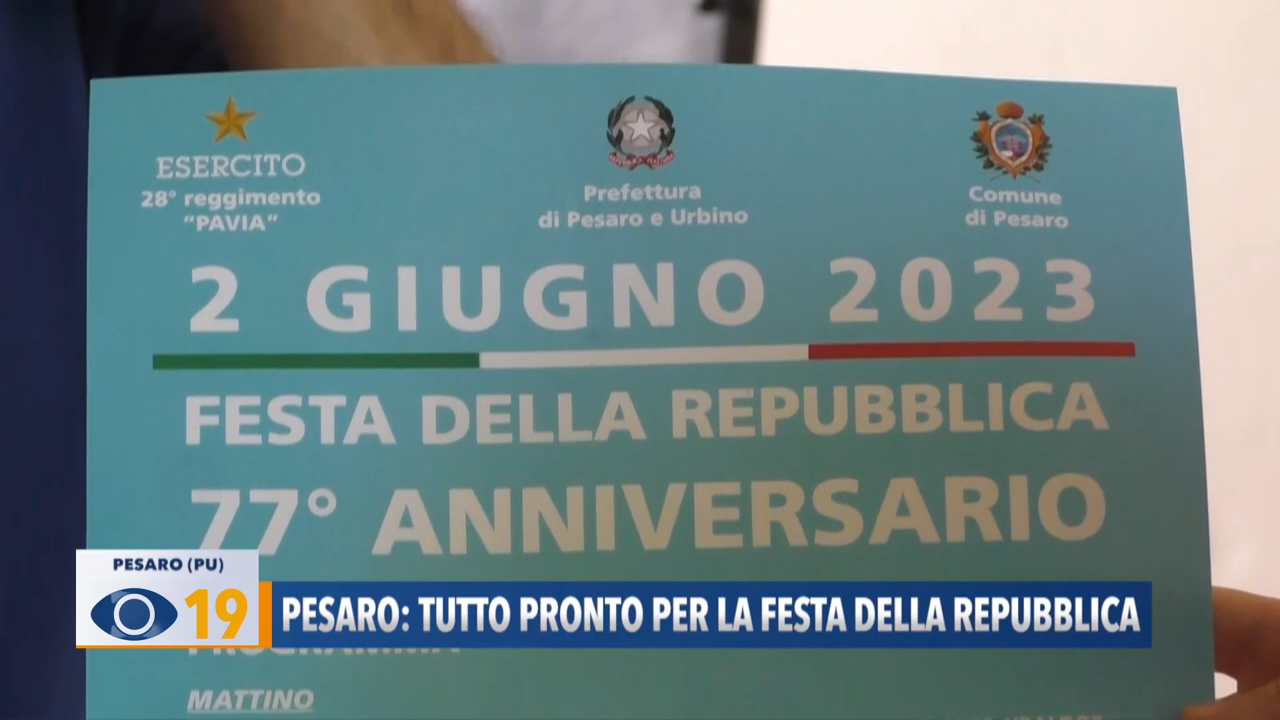 ESERCITO
28° reggimento
"PAVIA"
Prefettura
di Pesaro e Urbino
Comune
di Pesaro
2 GIUGNO 2023
FESTA DELLA REPUBBLICA
77° ANNIVERSARIO
PESARO (PU)
19
PESARO: TUTTO PRONTO PER LA FESTA DELLA REPUBBLICA
MATTINO